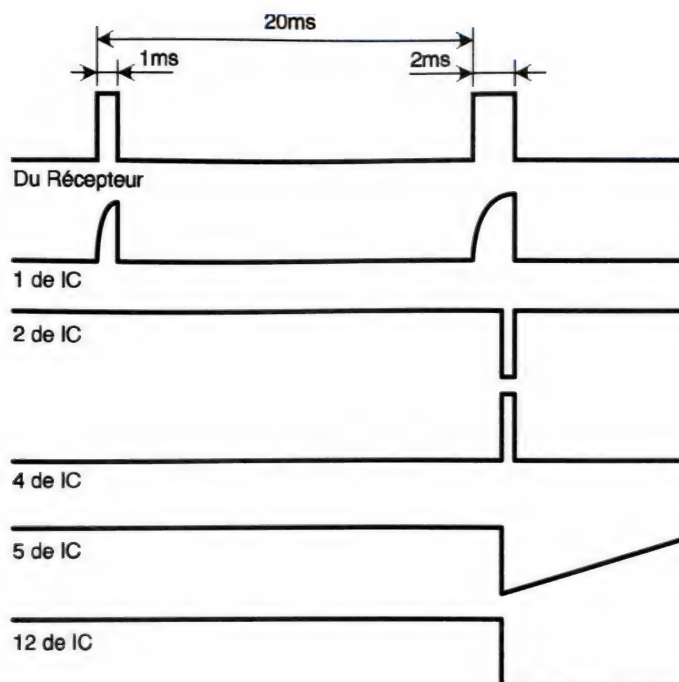 20ms
1ms
2ms
Du Récepteur
1 de IC
2 de IC
4 de IC
5 de IC
12 de IC